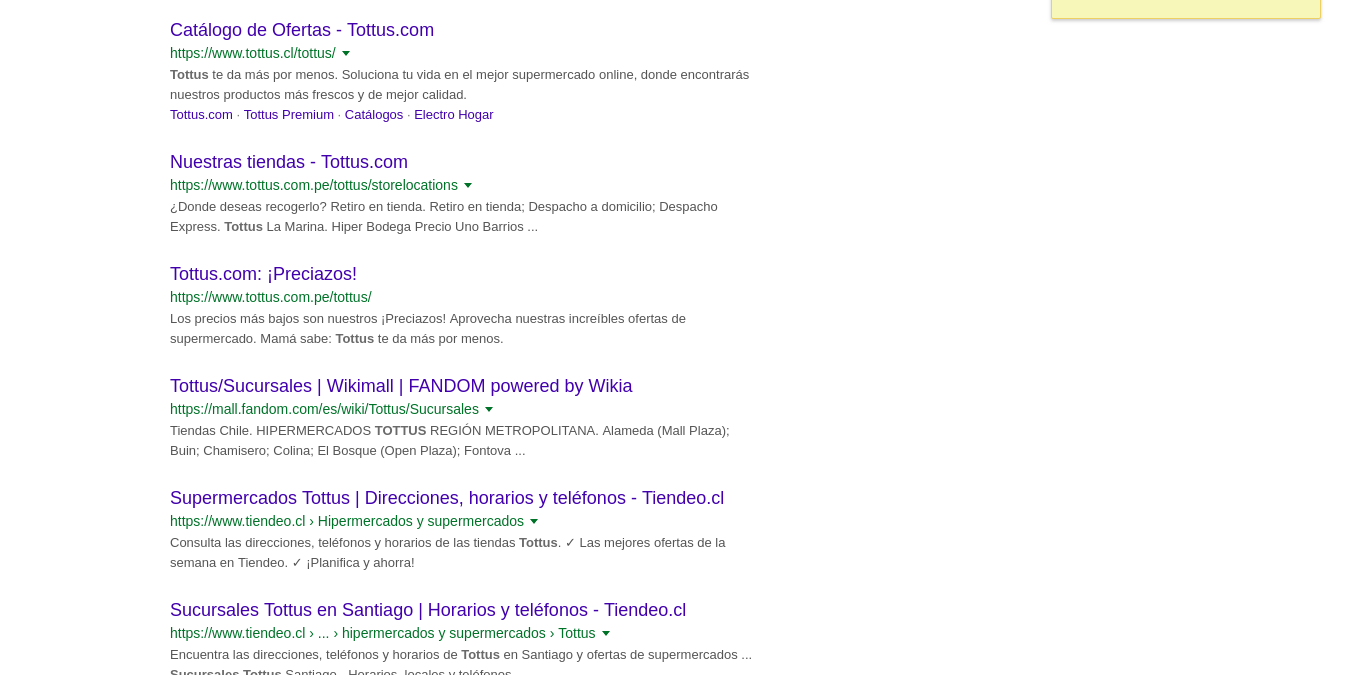 Catálogo de Ofertas - Tottus.com
https://www.tottus.cl/tottus/
Tottus te da más por menos. Soluciona tu vida en el mejor supermercado online, donde encontrarás
nuestros productos más frescos y de mejor calidad.
Tottus.com · Tottus Premium · Catálogos · Electro Hogar
Nuestras tiendas - Tottus.com
https://www.tottus.com.pe/tottus/storelocations
¿Donde deseas recogerlo? Retiro en tienda. Retiro en tienda; Despacho a domicilio; Despacho
Express. Tottus La Marina. Hiper Bodega Precio Uno Barrios ...
Tottus.com: ¡Preciazos!
https://www.tottus.com.pe/tottus/
Los precios más bajos son nuestros ¡Preciazos! Aprovecha nuestras increíbles ofertas de
supermercado. Mamá sabe: Tottus te da más por menos.
Tottus/Sucursales | Wikimall | FANDOM powered by Wikia
https://mall.fandom.com/es/wiki/Tottus/Sucursales
Tiendas Chile. HIPERMERCADOS TOTTUS REGIÓN METROPOLITANA. Alameda (Mall Plaza);
Buin; Chamisero; Colina; El Bosque (Open Plaza); Fontova ...
Supermercados Tottus | Direcciones, horarios y teléfonos - Tiendeo.cl
https://www.tiendeo.cl › Hipermercados y supermercados
Consulta las direcciones, teléfonos y horarios de las tiendas Tottus. ✓ Las mejores ofertas de la
semana en Tiendeo. ✓ ¡Planifica y ahorra!
Sucursales Tottus en Santiago | Horarios y teléfonos - Tiendeo.cl
https://www.tiendeo.cl › ... › hipermercados y supermercados › Tottus
Encuentra las direcciones, teléfonos y horarios de Tottus en Santiago y ofertas de supermercados ...
Sucursales Tottus Santiago - Horarios, locales y teléfonos